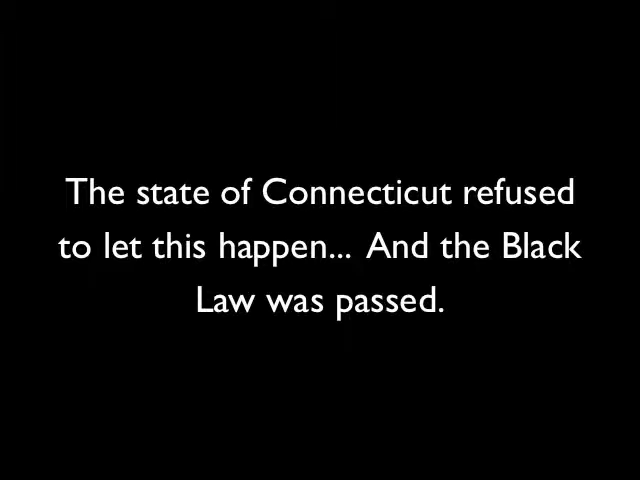 The state of Connecticut refused
to let this happen... And the Black
Law was passed.